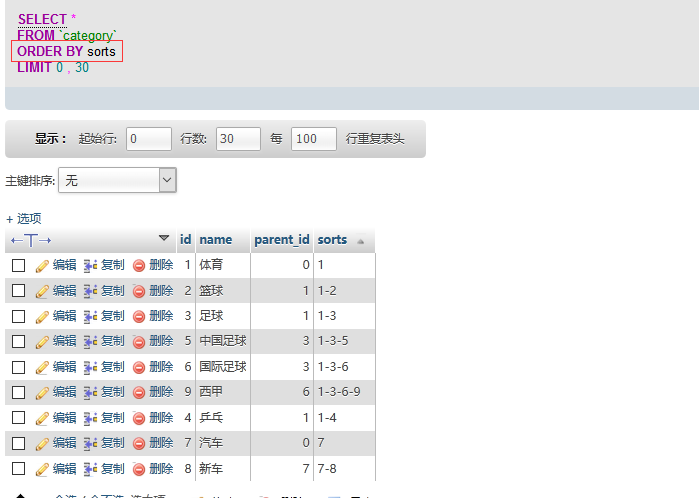 SELECT *
FROM `category`
ORDER BY sorts
LIMIT 0 , 30
显示： 起始行: 0 行数: 30 每 100 行重复表头
主键排序: 无
+ 选项
←T→ id name parent_id sorts
编辑 复制 删除 1 体育 0 1
编辑 复制 删除 2 篮球 1 1-2
编辑 复制 删除 3 足球 1 1-3
编辑 复制 删除 5 中国足球 3 1-3-5
编辑 复制 删除 6 国际足球 3 1-3-6
编辑 复制 删除 9 西甲 6 1-3-6-9
编辑 复制 删除 4 乒乓 1 1-4
编辑 复制 删除 7 汽车 0 7
编辑 复制 删除 8 新车 7 7-8